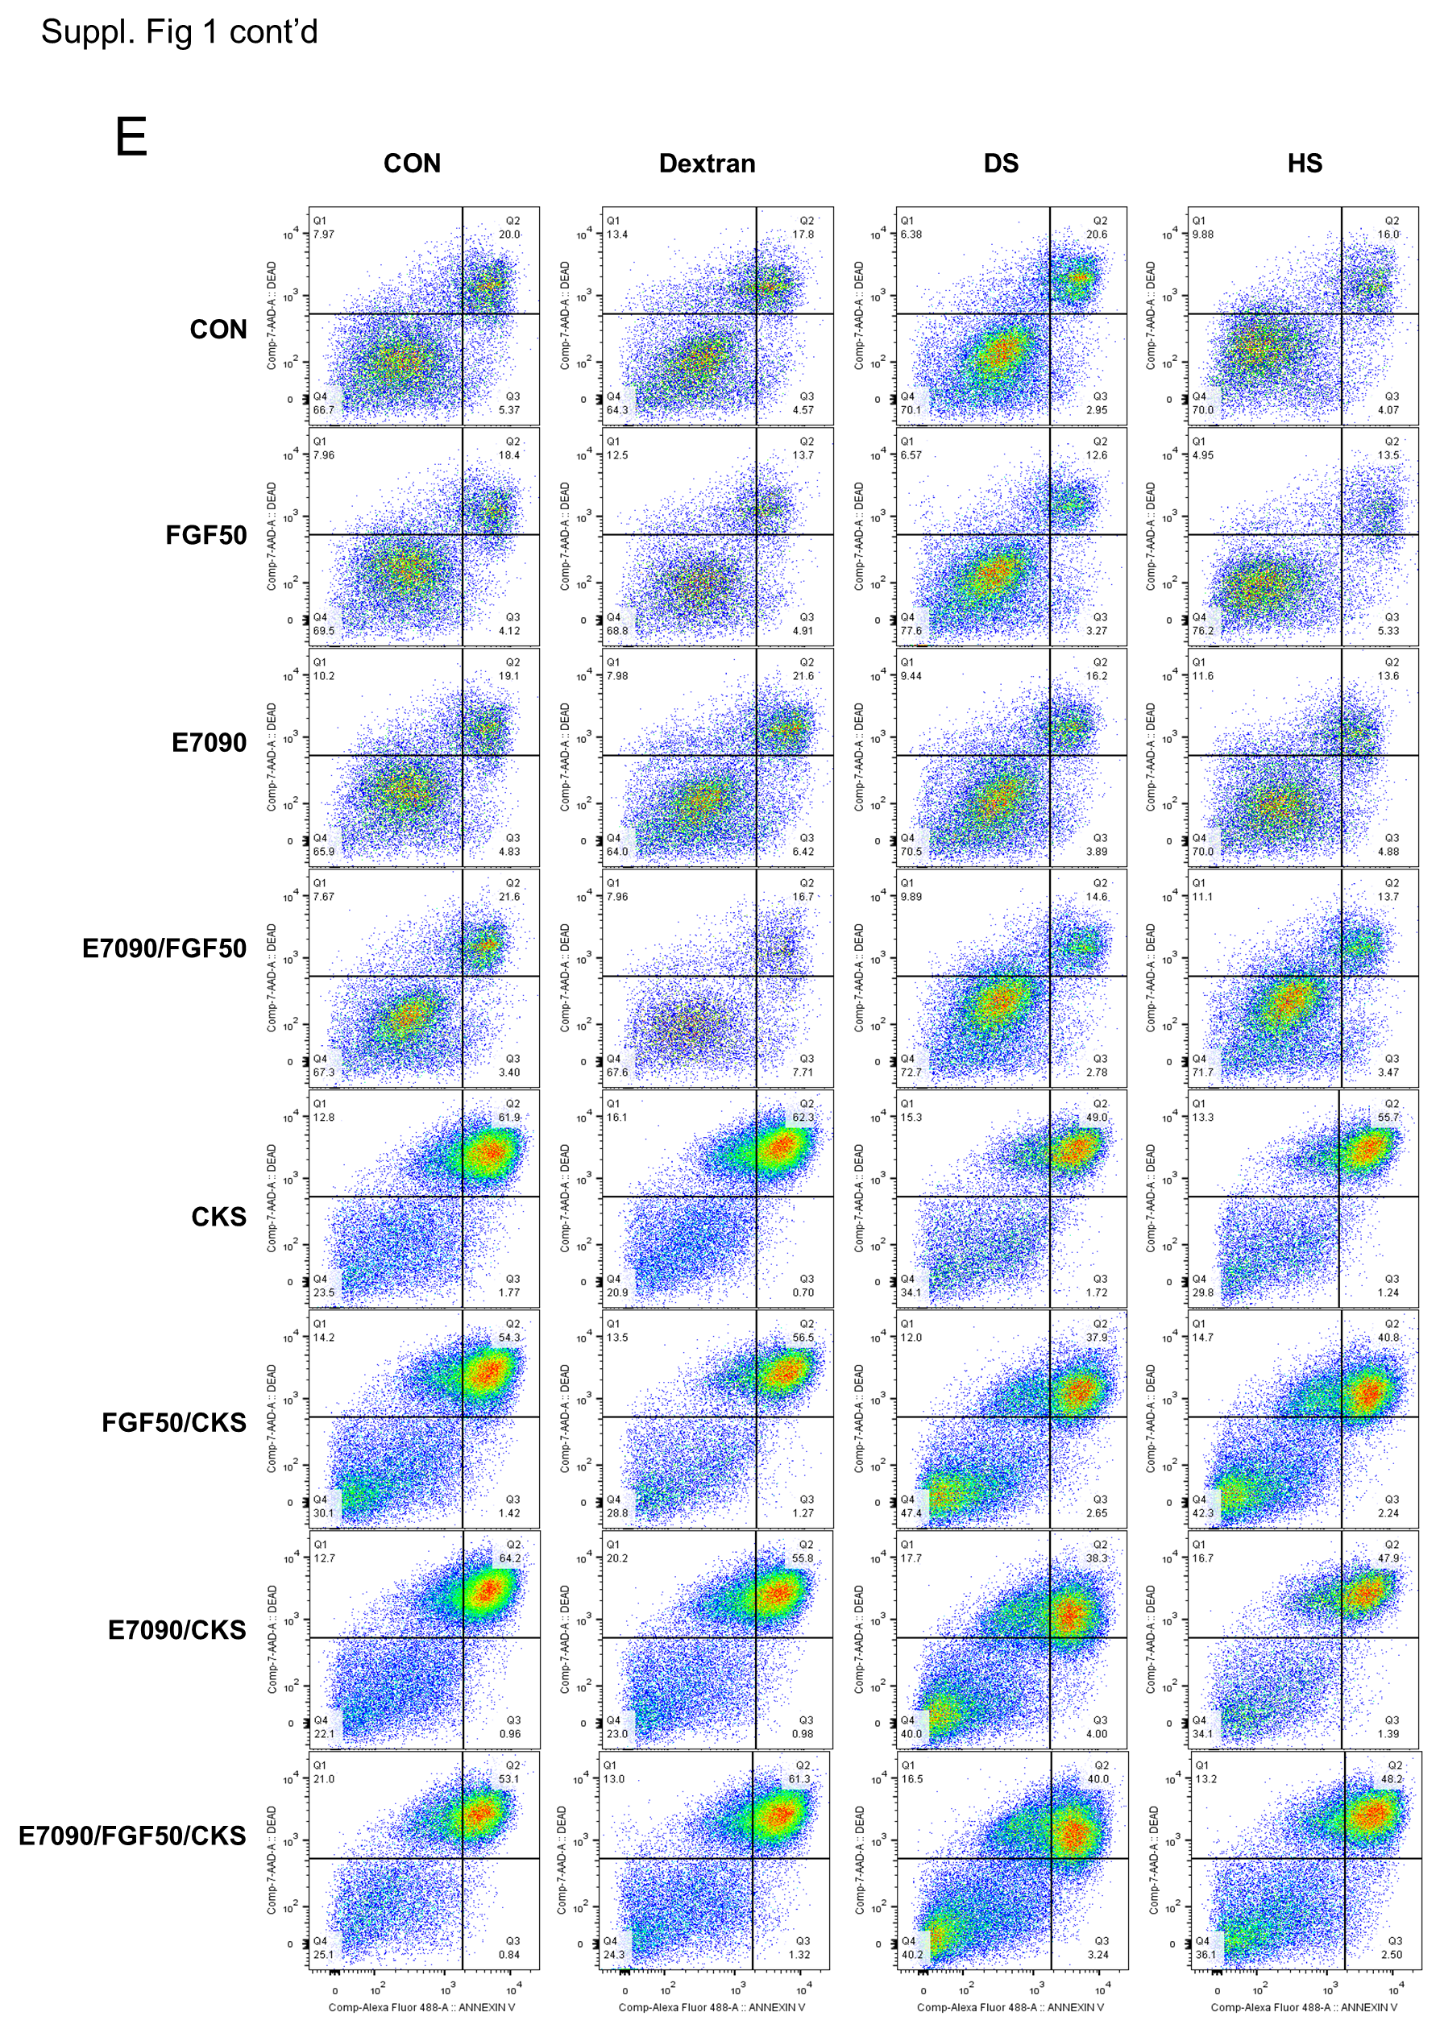 Suppl. Fig 1 cont’d
E
CON Dextran DS HS
CON
Comp-7-AAD-A :: DEAD
Q1 7.97 Q2 20.0 Q3 5.37 Q4 66.7
Q1 13.4 Q2 17.8 Q3 4.57 Q4 64.3
Q1 6.38 Q2 20.6 Q3 2.95 Q4 70.1
Q1 9.88 Q2 16.0 Q3 4.07 Q4 70.0
FGF50
Q1 7.96 Q2 18.4 Q3 4.12 Q4 69.5
Q1 12.5 Q2 13.7 Q3 4.91 Q4 68.8
Q1 6.57 Q2 12.6 Q3 3.27 Q4 77.6
Q1 4.95 Q2 13.5 Q3 5.33 Q4 76.2
E7090
Q1 10.2 Q2 19.1 Q3 4.83 Q4 65.9
Q1 7.98 Q2 21.6 Q3 6.42 Q4 64.0
Q1 9.44 Q2 16.2 Q3 3.89 Q4 70.5
Q1 11.6 Q2 13.6 Q3 4.88 Q4 70.0
E7090/FGF50
Q1 7.67 Q2 21.6 Q3 3.40 Q4 67.3
Q1 7.96 Q2 16.7 Q3 7.71 Q4 67.6
Q1 9.89 Q2 14.6 Q3 2.78 Q4 72.7
Q1 11.1 Q2 13.7 Q3 3.47 Q4 71.7
CKS
Q1 12.8 Q2 61.9 Q3 1.77 Q4 23.5
Q1 16.1 Q2 62.3 Q3 0.70 Q4 20.9
Q1 15.3 Q2 49.0 Q3 1.72 Q4 34.1
Q1 13.3 Q2 55.7 Q3 1.24 Q4 29.8
FGF50/CKS
Q1 14.2 Q2 54.3 Q3 1.42 Q4 30.1
Q1 13.5 Q2 56.5 Q3 1.27 Q4 28.8
Q1 12.0 Q2 37.9 Q3 2.65 Q4 47.4
Q1 14.7 Q2 40.8 Q3 2.24 Q4 42.3
E7090/CKS
Q1 12.7 Q2 64.2 Q3 0.96 Q4 22.1
Q1 20.2 Q2 55.8 Q3 0.98 Q4 23.0
Q1 17.7 Q2 38.3 Q3 4.00 Q4 40.0
Q1 16.7 Q2 47.9 Q3 1.39 Q4 34.1
E7090/FGF50/CKS
Q1 21.0 Q2 53.1 Q3 0.84 Q4 25.1
Q1 13.0 Q2 61.3 Q3 1.32 Q4 24.3
Q1 16.5 Q2 40.0 Q3 3.24 Q4 40.2
Q1 13.2 Q2 48.2 Q3 2.50 Q4 36.1
0 10² 10³ 10⁴
Comp-Alexa Fluor 488-A :: ANNEXIN V
Comp-Alexa Fluor 488-A :: ANNEXIN V
Comp-Alexa Fluor 488-A :: ANNEXIN V
Comp-Alexa Fluor 488-A :: ANNEXIN V